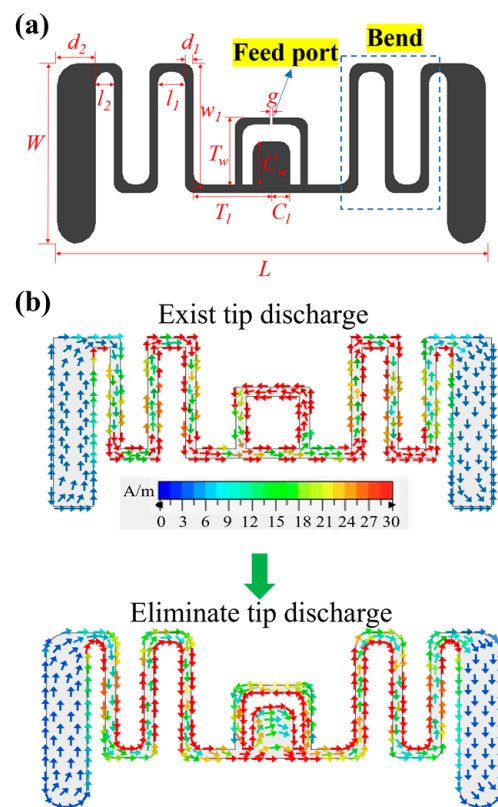 (a)
d2 d1 Feed port Bend
g
l2 l1 w1
W Tw Cw
Tl Cl
L
(b)
Exist tip discharge
A/m
0 3 6 9 12 15 18 21 24 27 30
Eliminate tip discharge